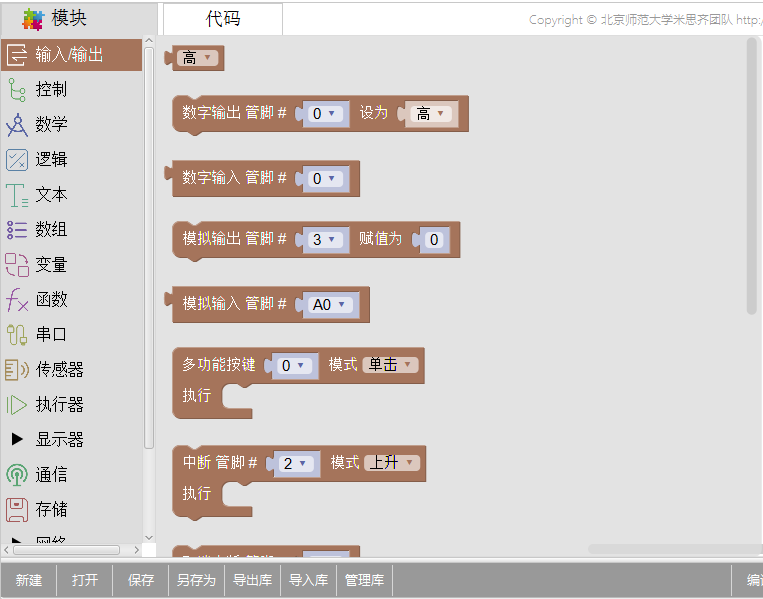 模块
代码
Copyright © 北京师范大学米思齐团队 http:/
输入/输出
控制
数学
逻辑
文本
数组
变量
函数
串口
传感器
执行器
显示器
通信
存储
网络
高
数字输出 管脚 # 0 设为 高
数字输入 管脚 # 0
模拟输出 管脚 # 3 赋值为 0
模拟输入 管脚 # A0
多功能按键 0 模式 单击
执行
中断 管脚 # 2 模式 上升
执行
新建 打开 保存 另存为 导出库 导入库 管理库